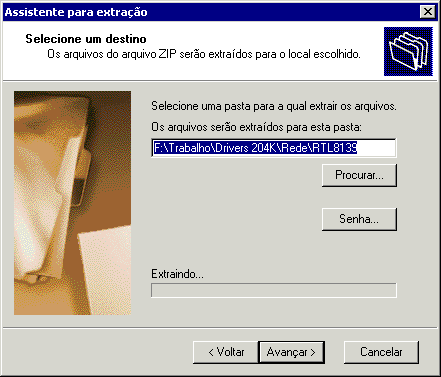 Assistente para extração
Selecione um destino
Os arquivos do arquivo ZIP serão extraídos para o local escolhido.
Selecione uma pasta para a qual extrair os arquivos.
Os arquivos serão extraídos para esta pasta:
F:\Trabalho\Drivers 204K\Rede\RTL8139
Procurar...
Senha...
Extraindo...
< Voltar
Avançar >
Cancelar